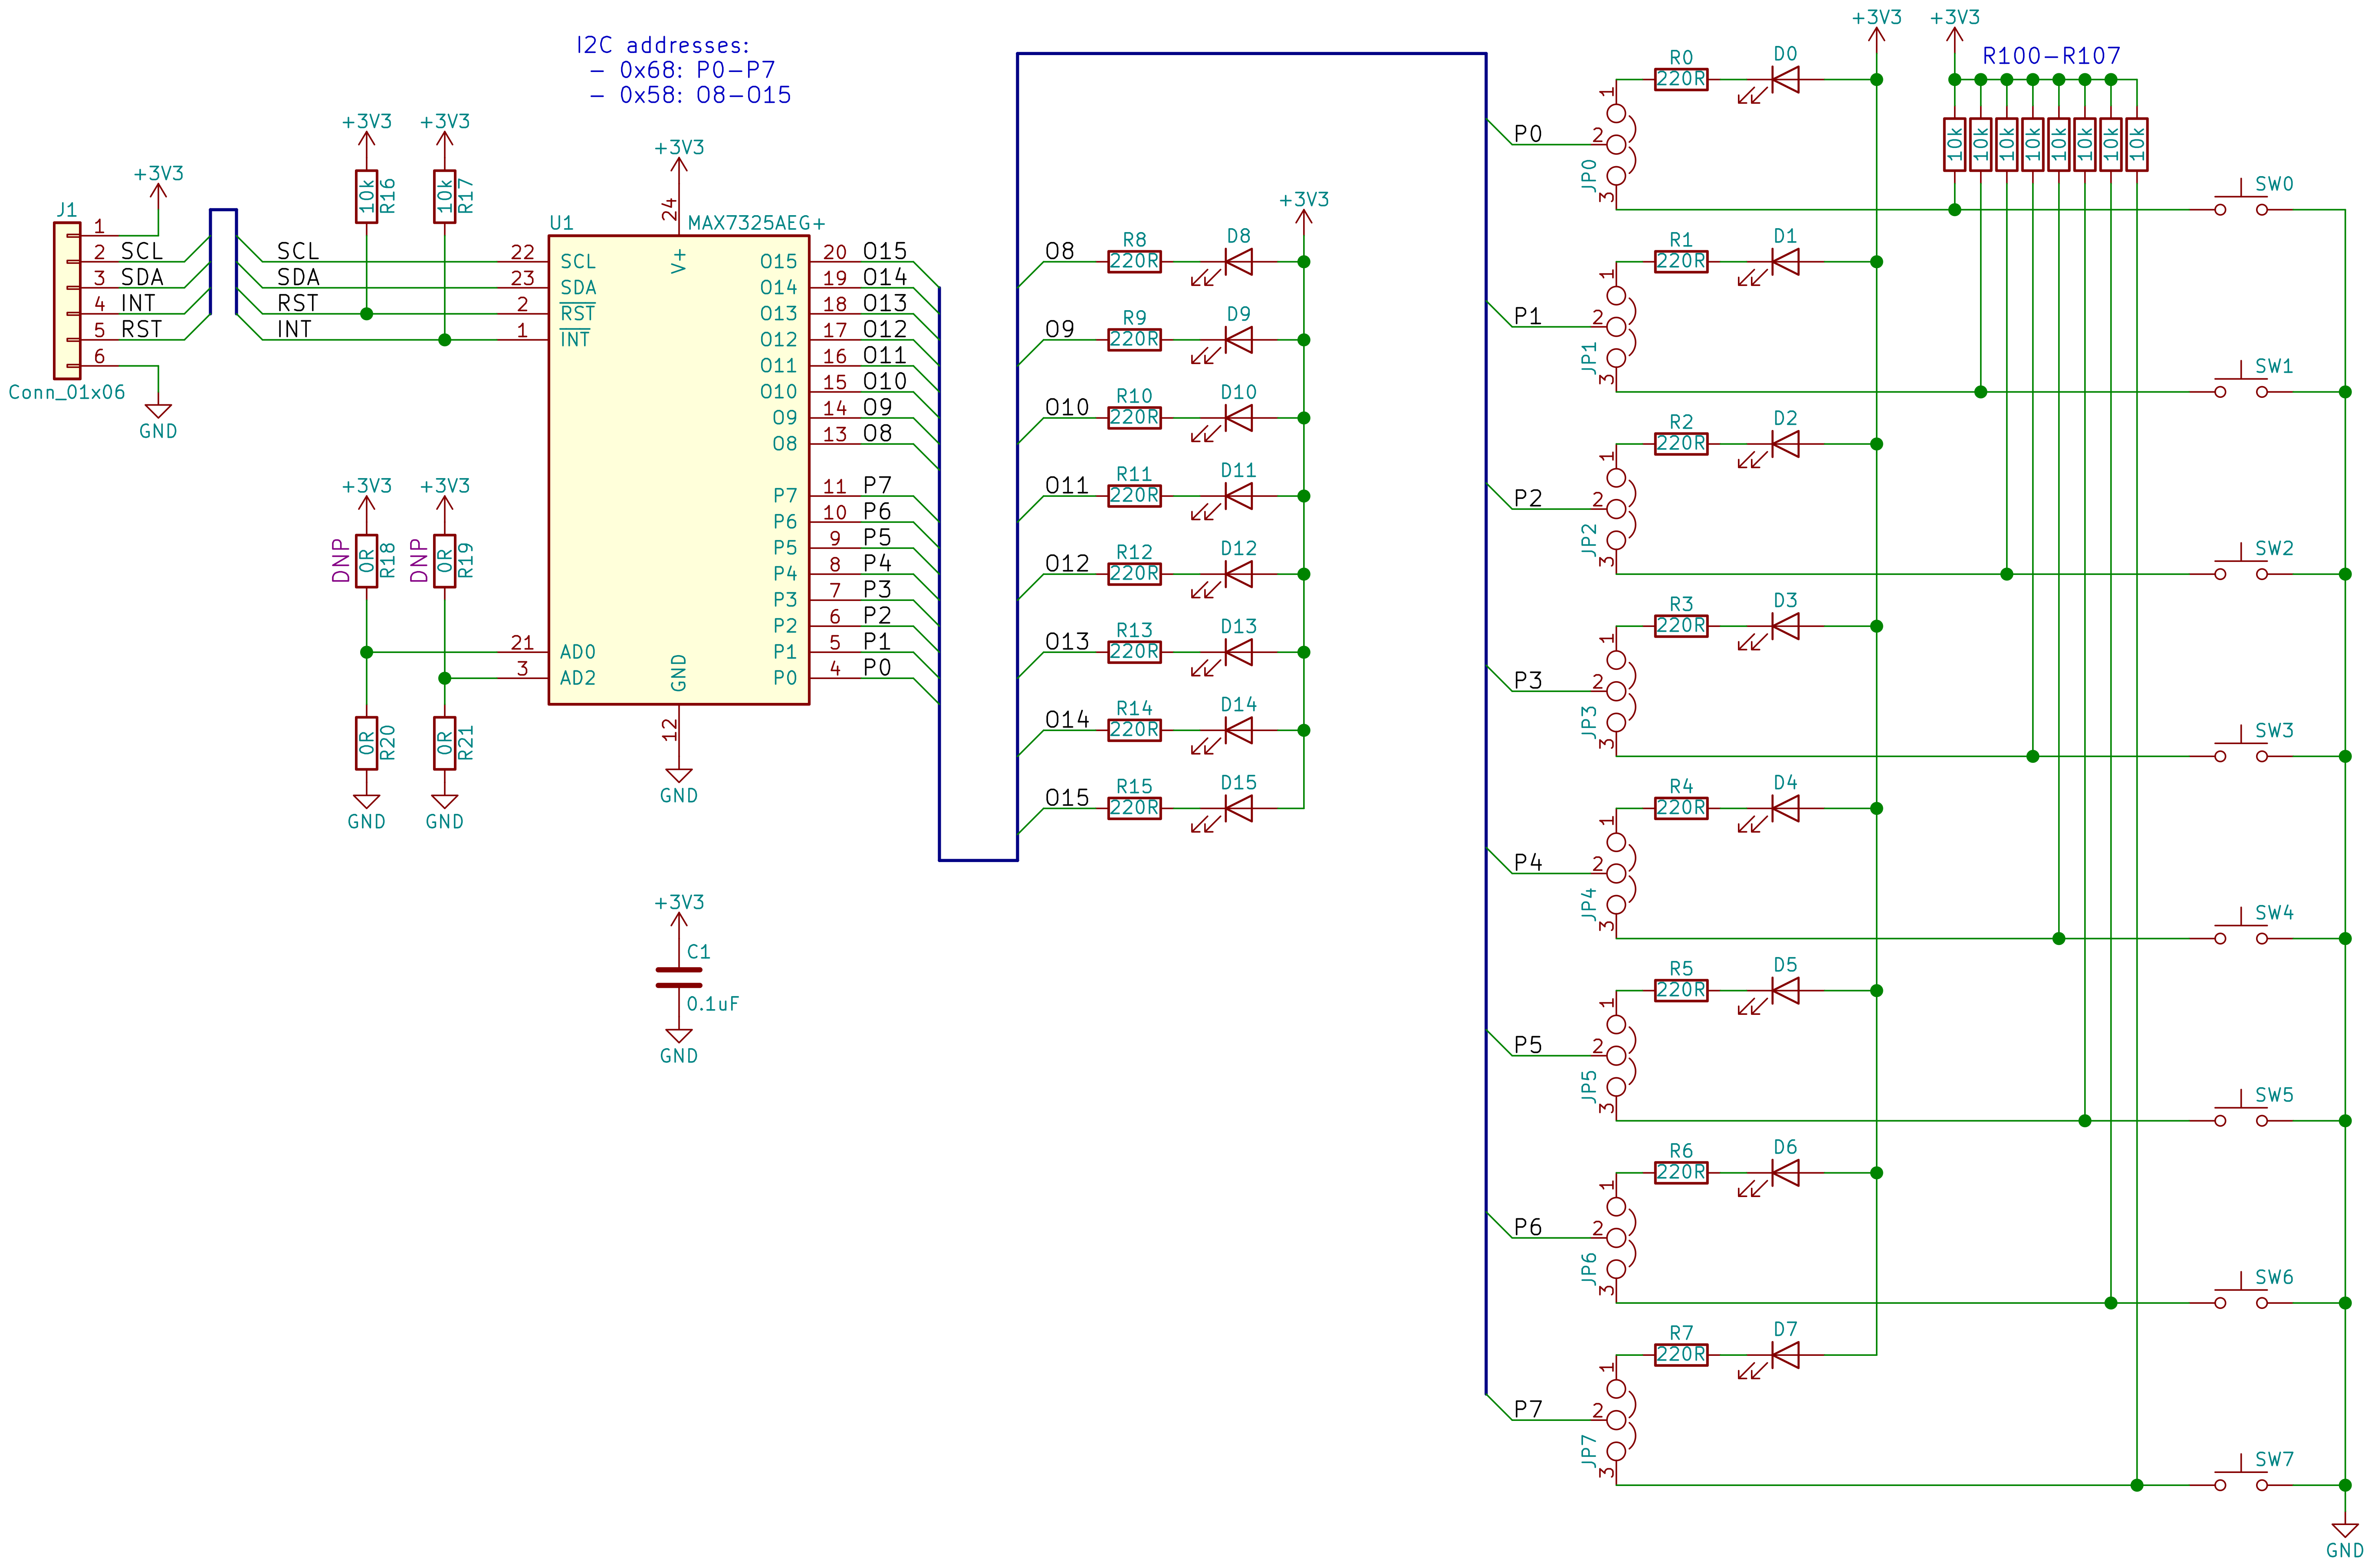 I2C addresses:
- 0x68: P0-P7
- 0x58: O8-O15
J1
+3V3
1
2
3
4
5
6
SCL
SDA
INT
RST
Conn_01x06
GND
SCL
SDA
RST
INT
+3V3
10k
R16
+3V3
10k
R17
+3V3
DNP
0R
R18
+3V3
DNP
0R
R19
0R
R20
GND
0R
R21
GND
U1
MAX7325AEG+
+3V3
24
V+
22
SCL
23
SDA
2
RST
1
INT
21
AD0
3
AD2
GND
12
GND
O15
20
O15
O14
19
O14
O13
18
O13
O12
17
O12
O11
16
O11
O10
15
O10
O9
14
O9
O8
13
O8
P7
11
P7
P6
10
P6
P5
9
P5
P4
8
P4
P3
7
P3
P2
6
P2
P1
5
P1
P0
4
P0
+3V3
C1
0.1uF
GND
+3V3
O8
R8
220R
D8
O9
R9
220R
D9
O10
R10
220R
D10
O11
R11
220R
D11
O12
R12
220R
D12
O13
R13
220R
D13
O14
R14
220R
D14
O15
R15
220R
D15
+3V3
+3V3
R100-R107
10k
10k
10k
10k
10k
10k
10k
10k
P0
1
2
3
JP0
R0
220R
D0
SW0
P1
1
2
3
JP1
R1
220R
D1
SW1
P2
1
2
3
JP2
R2
220R
D2
SW2
P3
1
2
3
JP3
R3
220R
D3
SW3
P4
1
2
3
JP4
R4
220R
D4
SW4
P5
1
2
3
JP5
R5
220R
D5
SW5
P6
1
2
3
JP6
R6
220R
D6
SW6
P7
1
2
3
JP7
R7
220R
D7
SW7
GND